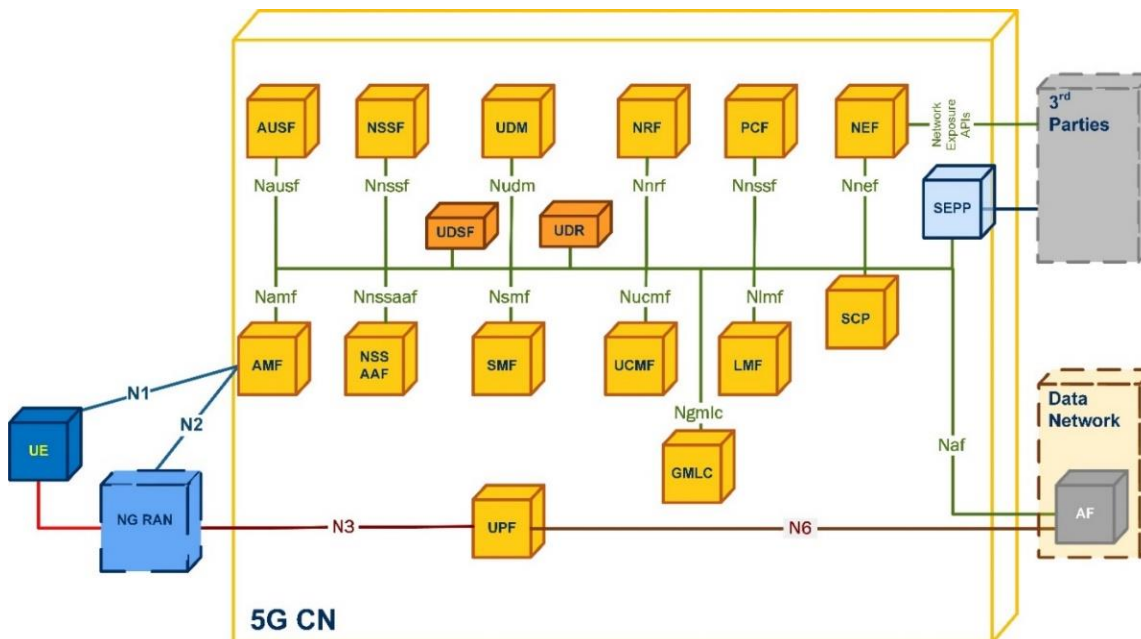 AUSF
NSSF
UDM
NRF
PCF
NEF
Network
Exposure
APIs
3rd
Parties
Nausf
Nnssf
Nudm
Nnrf
Nnssf
Nnef
SEPP
UDSF
UDR
Namf
Nnssaaf
Nsmf
Nucmf
Nlmf
SCP
AMF
NSS
AAF
SMF
UCMF
LMF
N1
N2
Ngmlc
Naf
Data
Network
UE
GMLC
NG RAN
N3
UPF
N6
AF
5G CN